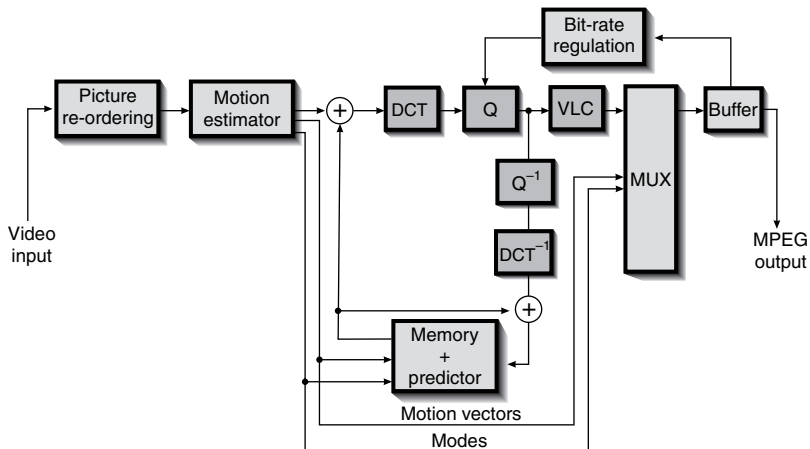 Bit-rate
regulation
Picture
re-ordering
Motion
estimator
+
DCT
Q
VLC
Buffer
MUX
Q⁻¹
Video
input
DCT⁻¹
MPEG
output
+
Memory
+
predictor
Motion vectors
Modes